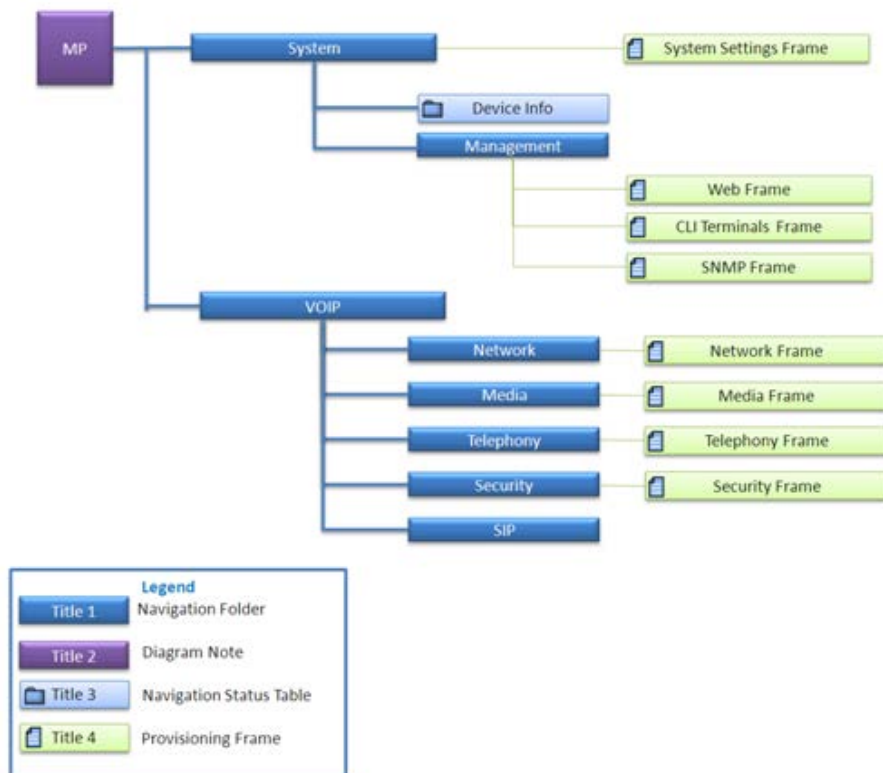 MP
System
System Settings Frame
Device Info
Management
Web Frame
CLI Terminals Frame
SNMP Frame
VOIP
Network
Network Frame
Media
Media Frame
Telephony
Telephony Frame
Security
Security Frame
SIP
Legend
Title 1
Navigation Folder
Title 2
Diagram Note
Title 3
Navigation Status Table
Title 4
Provisioning Frame